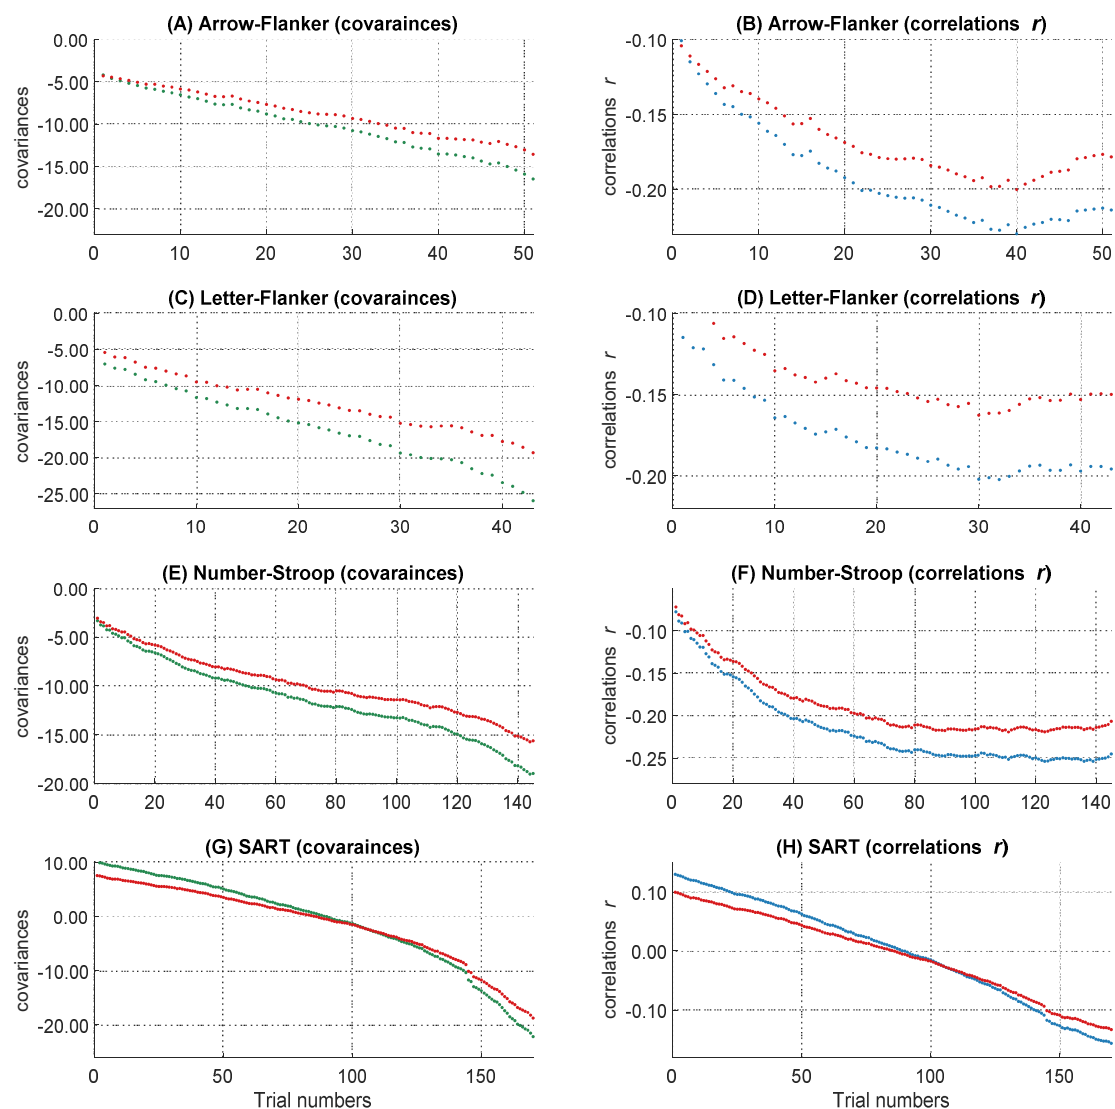 (A) Arrow-Flanker (covarainces)
0.00
-5.00
-10.00
-15.00
-20.00
covariances
0 10 20 30 40 50
(B) Arrow-Flanker (correlations r)
-0.10
-0.15
-0.20
correlations r
0 10 20 30 40 50
(C) Letter-Flanker (covarainces)
0.00
-5.00
-10.00
-15.00
-20.00
-25.00
covariances
0 10 20 30 40
(D) Letter-Flanker (correlations r)
-0.10
-0.15
-0.20
correlations r
0 10 20 30 40
(E) Number-Stroop (covarainces)
0.00
-5.00
-10.00
-15.00
-20.00
covariances
0 20 40 60 80 100 120 140
(F) Number-Stroop (correlations r)
-0.10
-0.15
-0.20
-0.25
correlations r
0 20 40 60 80 100 120 140
(G) SART (covarainces)
10.00
0.00
-10.00
-20.00
covariances
0 50 100 150
Trial numbers
(H) SART (correlations r)
0.10
0.00
-0.10
correlations r
0 50 100 150
Trial numbers